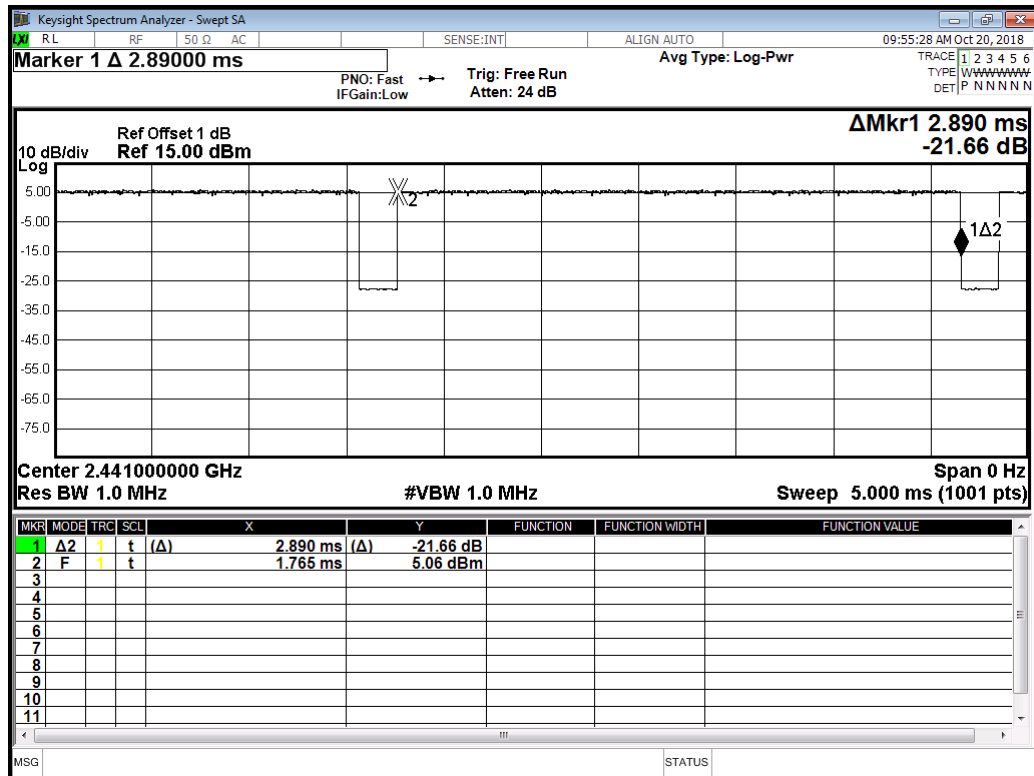 Keysight Spectrum Analyzer - Swept SA
LXI RL RF 50 Ω AC SENSE:INT ALIGN AUTO 09:55:28 AM Oct 20, 2018
Marker 1 Δ 2.89000 ms
PNO: Fast
IFGain:Low
Trig: Free Run
Atten: 24 dB
Avg Type: Log-Pwr
TRACE 1 2 3 4 5 6
TYPE WWWWWWW
DET P N N N N N
Ref Offset 1 dB
10 dB/div Ref 15.00 dBm
Log
ΔMkr1 2.890 ms
-21.66 dB
5.00
-5.00
-15.0
-25.0
-35.0
-45.0
-55.0
-65.0
-75.0
2
1Δ2
Center 2.441000000 GHz Span 0 Hz
Res BW 1.0 MHz #VBW 1.0 MHz Sweep 5.000 ms (1001 pts)
MKR MODE TRC SCL X Y FUNCTION FUNCTION WIDTH FUNCTION VALUE
1 Δ2 1 t (Δ) 2.890 ms (Δ) -21.66 dB
2 F 1 t 1.765 ms 5.06 dBm
3
4
5
6
7
8
9
10
11
MSG STATUS